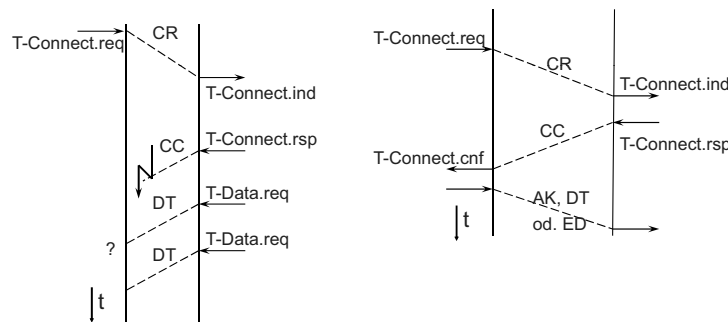 CR
T-Connect.req
T-Connect.ind
T-Connect.rsp
CC
DT
T-Data.req
?
T-Data.req
DT
t
T-Connect.req
CR
T-Connect.ind
CC
T-Connect.rsp
T-Connect.cnf
AK, DT
od. ED
t